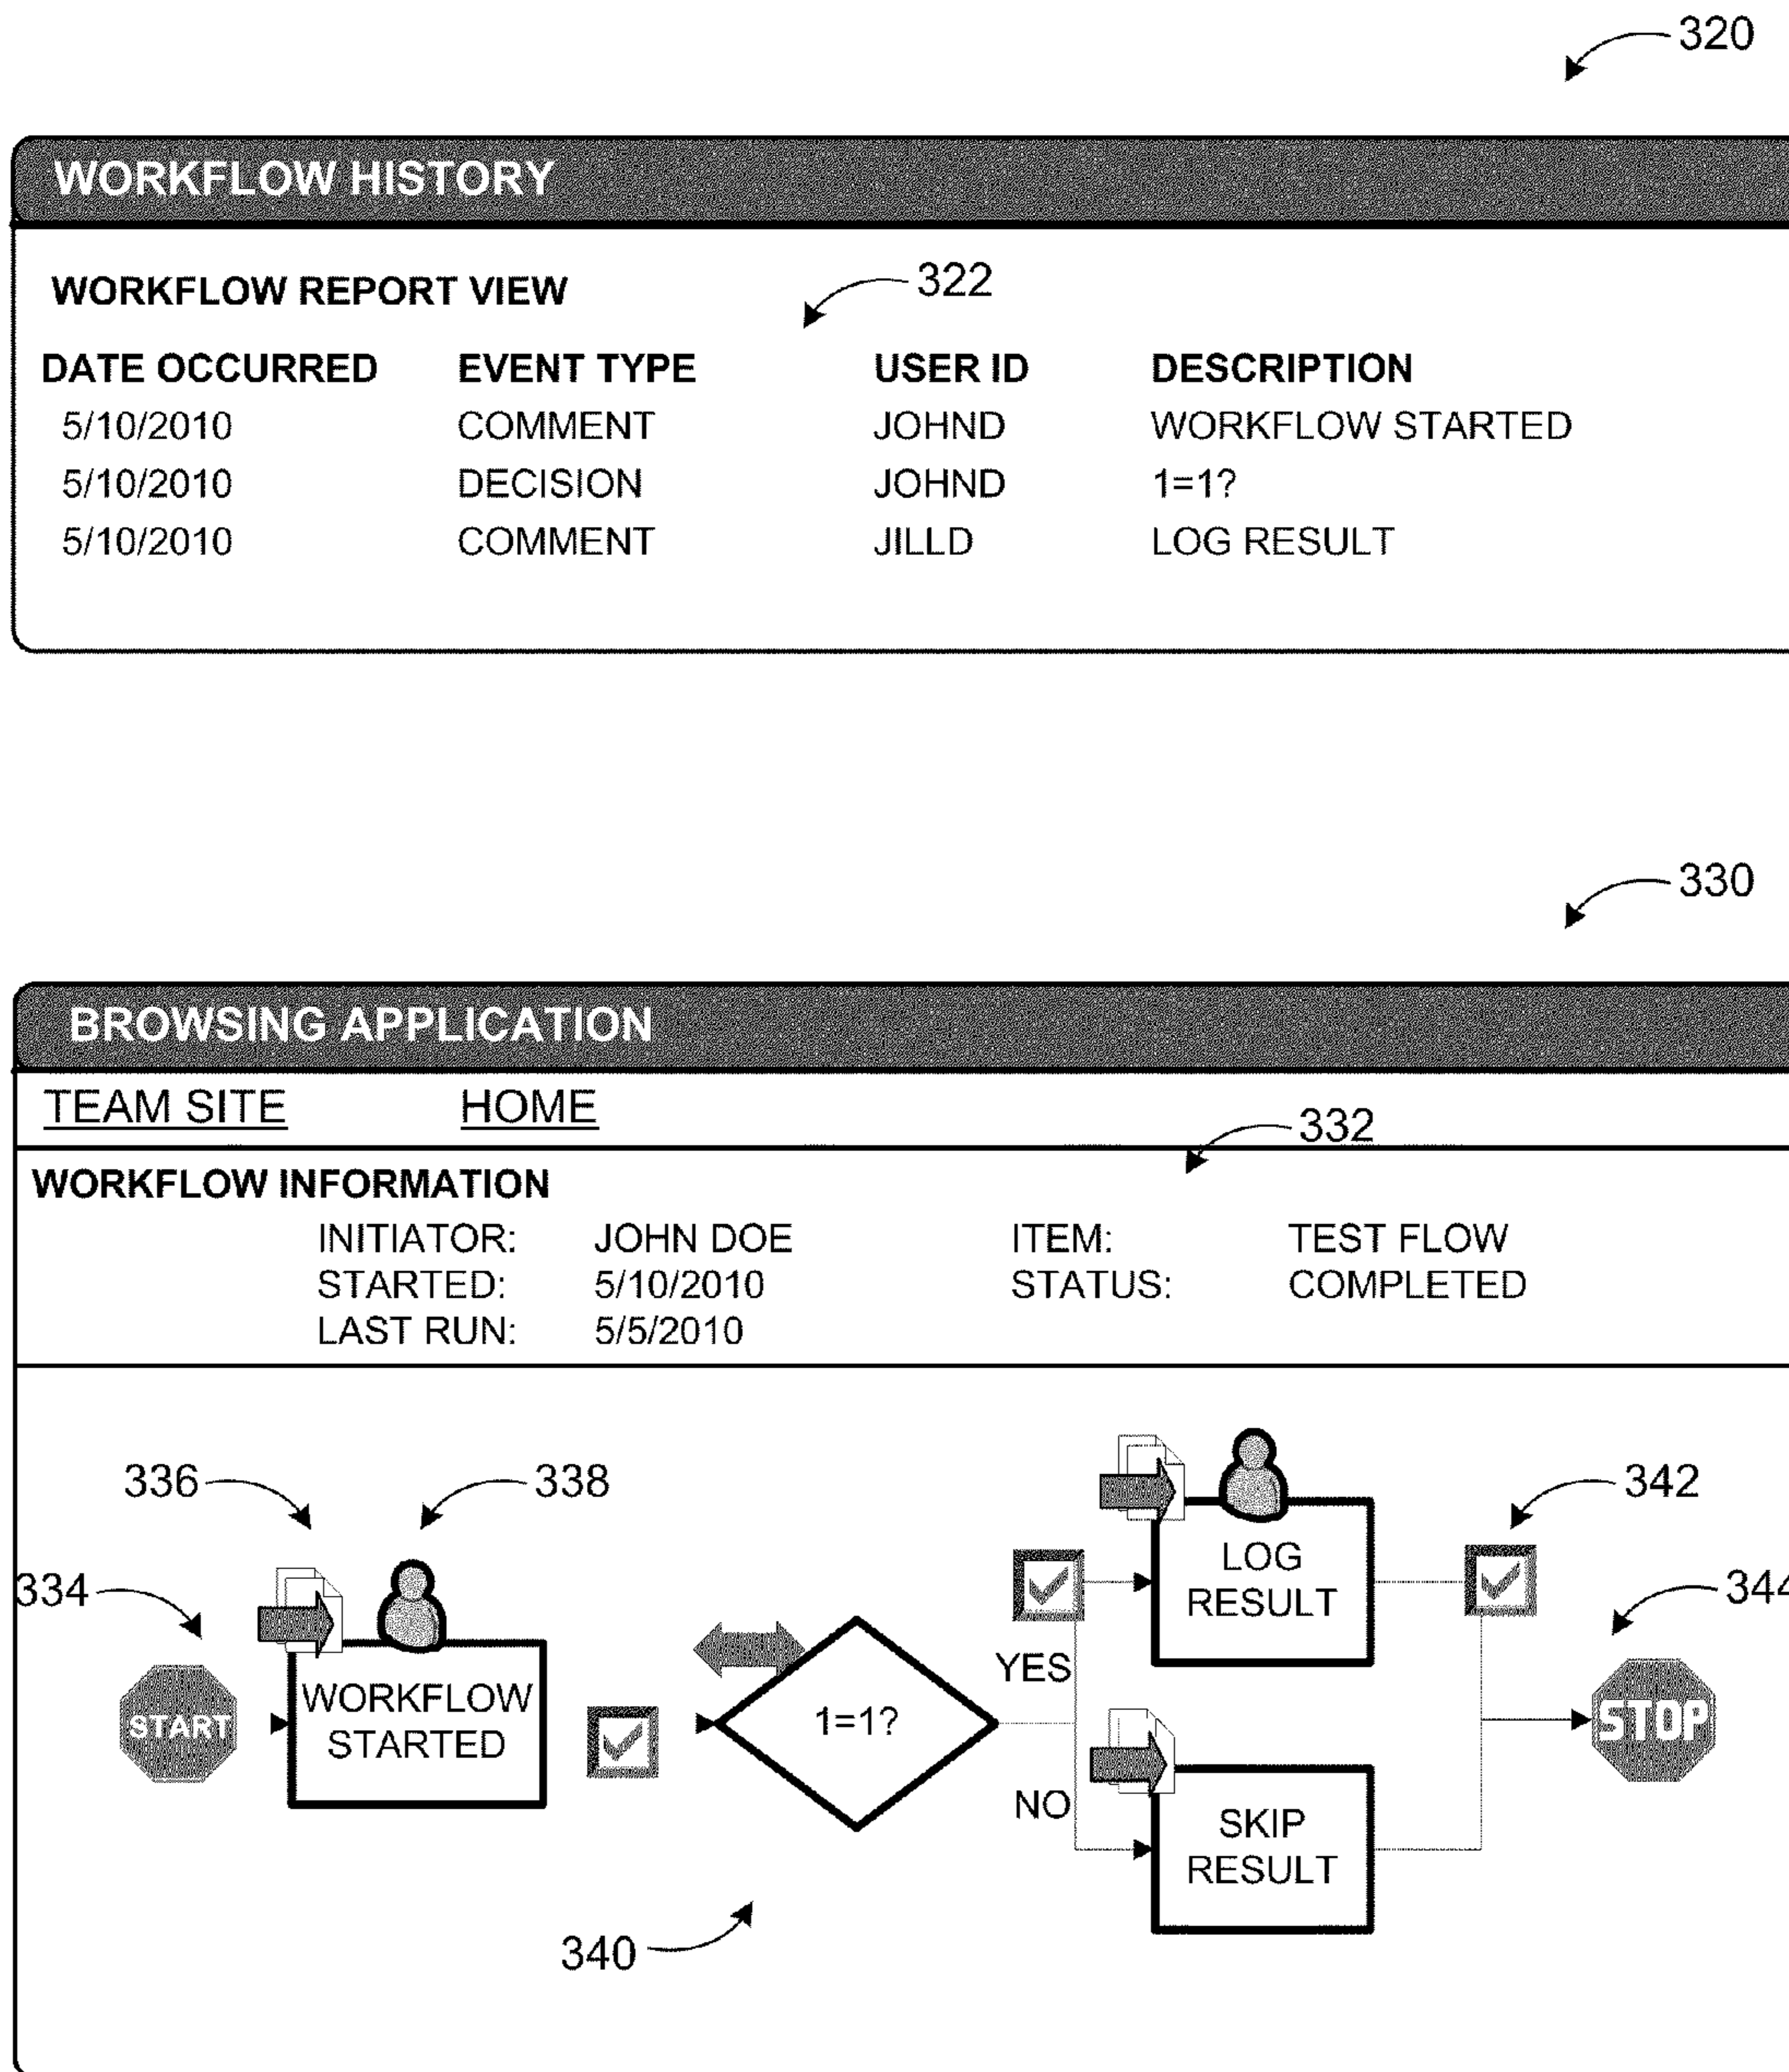 320
WORKFLOW HISTORY
WORKFLOW REPORT VIEW
322
DATE OCCURRED EVENT TYPE USER ID DESCRIPTION
5/10/2010 COMMENT JOHND WORKFLOW STARTED
5/10/2010 DECISION JOHND 1=1?
5/10/2010 COMMENT JILLD LOG RESULT
330
BROWSING APPLICATION
TEAM SITE HOME
332
WORKFLOW INFORMATION
INITIATOR: JOHN DOE ITEM: TEST FLOW
STARTED: 5/10/2010 STATUS: COMPLETED
LAST RUN: 5/5/2010
336
338
342
334
344
START
WORKFLOW
STARTED
1=1?
YES
NO
LOG
RESULT
SKIP
RESULT
STOP
340